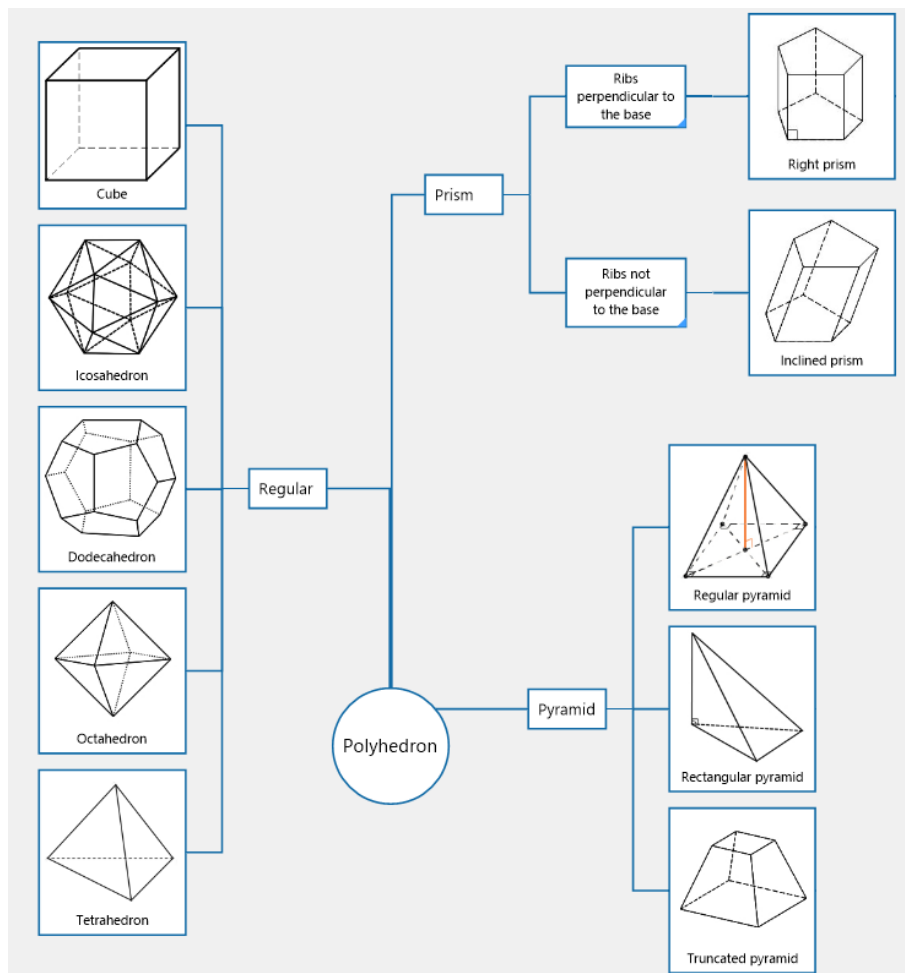 Cube
Icosahedron
Dodecahedron
Octahedron
Tetrahedron
Regular
Polyhedron
Prism
Ribs
perpendicular to
the base
Right prism
Ribs not
perpendicular
to the base
Inclined prism
Pyramid
Regular pyramid
Rectangular pyramid
Truncated pyramid